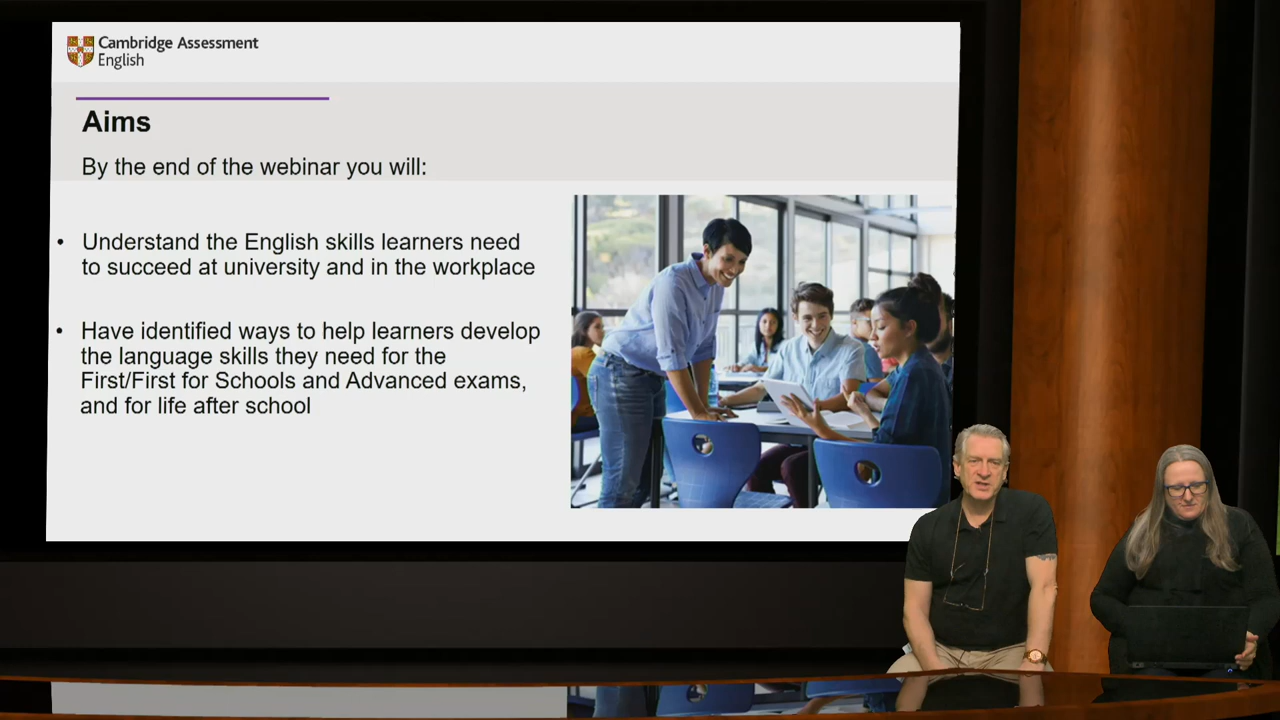 Cambridge Assessment
English
Aims
By the end of the webinar you will:
• Understand the English skills learners need
to succeed at university and in the workplace
• Have identified ways to help learners develop
the language skills they need for the
First/First for Schools and Advanced exams,
and for life after school